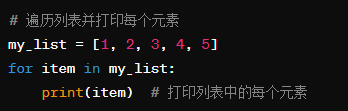 # 遍历列表并打印每个元素
my_list = [1, 2, 3, 4, 5]
for item in my_list:
    print(item)  # 打印列表中的每个元素